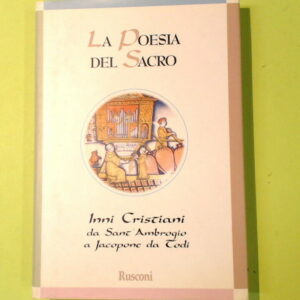 La Poesia
del Sacro
Inni Cristiani
da Sant'Ambrogio
a Jacopone da Todi
Rusconi